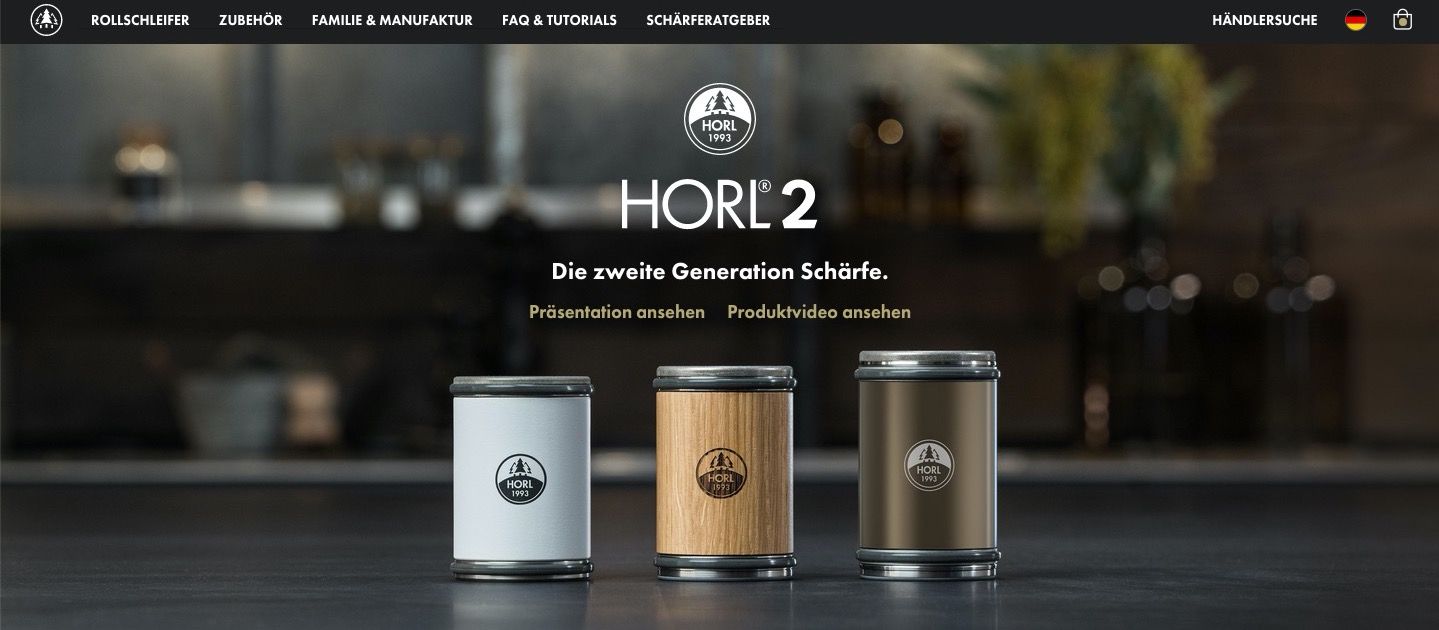 ROLLSCHLEIFER ZUBEHÖR FAMILIE & MANUFAKTUR FAQ & TUTORIALS SCHÄRFERATGEBER HÄNDLERSUCHE
HORL
1993
HORL® 2
Die zweite Generation Schärfe.
Präsentation ansehen Produktvideo ansehen
HORL
1993
HORL
1993
HORL
1993